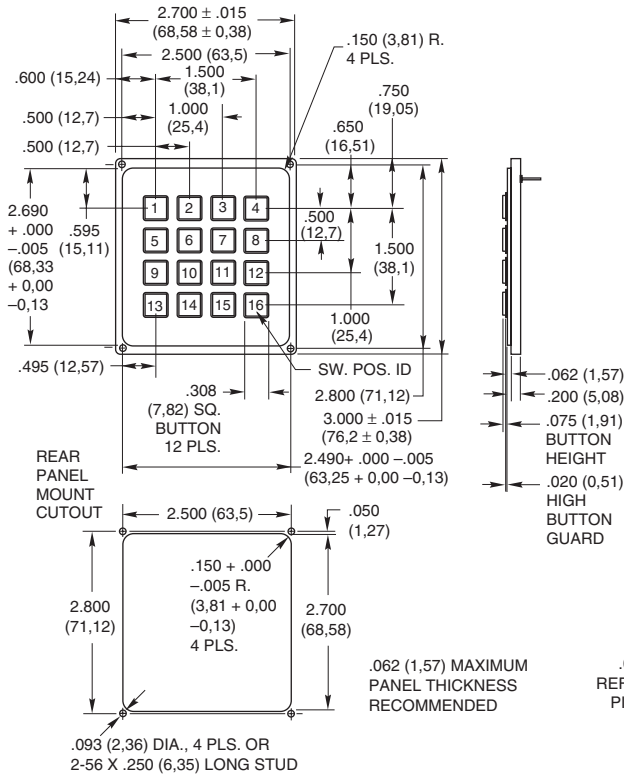 2.700 ± .015
(68,58 ± 0,38)
2.500 (63,5)
.150 (3,81) R.
4 PLS.
.600 (15,24)
1.500
(38,1)
.750
(19,05)
.500 (12,7)
1.000
(25,4)
.650
(16,51)
.500 (12,7)
2.690
+ .000
–.005
(68,33
+ 0,00
–0,13
.595
(15,11)
1 2 3 4
5 6 7 8
9 10 11 12
13 14 15 16
.500
(12,7)
1.500
(38,1)
1.000
(25,4)
.495 (12,57)
SW. POS. ID
.308
(7,82) SQ.
BUTTON
12 PLS.
2.800 (71,12)
3.000 ± .015
(76,2 ± 0,38)
2.490+ .000 –.005
(63,25 + 0,00 –0,13)
.062 (1,57)
.200 (5,08)
.075 (1,91)
BUTTON
HEIGHT
.020 (0,51)
HIGH
BUTTON
GUARD
REAR
PANEL
MOUNT
CUTOUT
2.500 (63,5)
.050
(1,27)
2.800
(71,12)
.150 + .000
–.005 R.
(3,81 + 0,00
–0,13)
4 PLS.
2.700
(68,58)
.062 (1,57) MAXIMUM
PANEL THICKNESS
RECOMMENDED
.093 (2,36) DIA., 4 PLS. OR
2-56 X .250 (6,35) LONG STUD